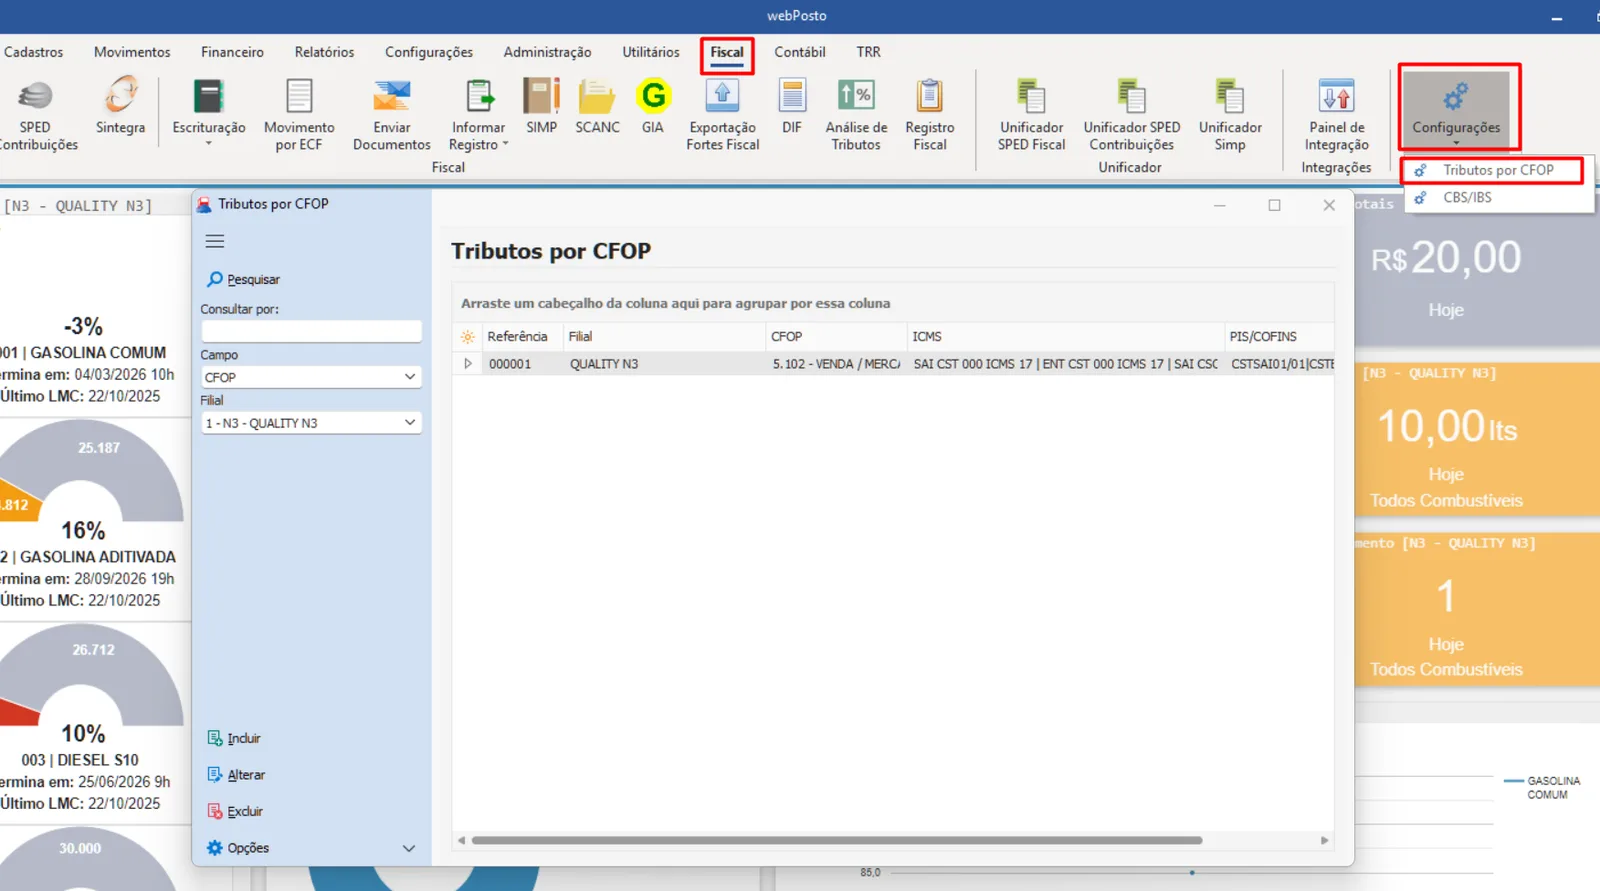 webPosto
Cadastros Movimentos Financeiro Relatórios Configurações Administração Utilitários Fiscal Contábil TRR
SPED
ontribuições
Sintegra
Escrituração
Movimento
por ECF
Enviar
Documentos
Informar
Registro
SIMP
SCANC
G
GIA
Exportação
Fortes Fiscal
DIF
%
Análise de
Tributos
Registro
Fiscal
Fiscal
Unificador
SPED Fiscal
Unificador SPED
Contribuições
Unificador
Simp
Unificador
Painel de
Integração
Integrações
Configurações
Tributos por CFOP
CBS/IBS
[N3 - QUALITY N3]
-3%
001 | GASOLINA COMUM
ermina em: 04/03/2026 10h
Último LMC: 22/10/2025
25.187
.812
16%
2 | GASOLINA ADITIVADA
ermina em: 28/09/2026 19h
Último LMC: 22/10/2025
26.712
10%
003 | DIESEL S10
ermina em: 25/06/2026 9h
Último LMC: 22/10/2025
30.000
Tributos por CFOP
Pesquisar
Consultar por:
Campo
CFOP
Filial
1 - N3 - QUALITY N3
Incluir
Alterar
Excluir
Opções
Tributos por CFOP
Arraste um cabeçalho da coluna aqui para agrupar por essa coluna
Referência Filial CFOP ICMS PIS/COFINS
000001 QUALITY N3 5.102 - VENDA / MERCA SAI CST 000 ICMS 17 | ENT CST 000 ICMS 17 | SAI CSC CSTSAI01/01|CSTE
otais
R$20,00
Hoje
[N3 - QUALITY N3]
10,00lts
Hoje
Todos Combustíveis
mento [N3 - QUALITY N3]
1
Hoje
Todos Combustíveis
GASOLINA
COMUM
85,0